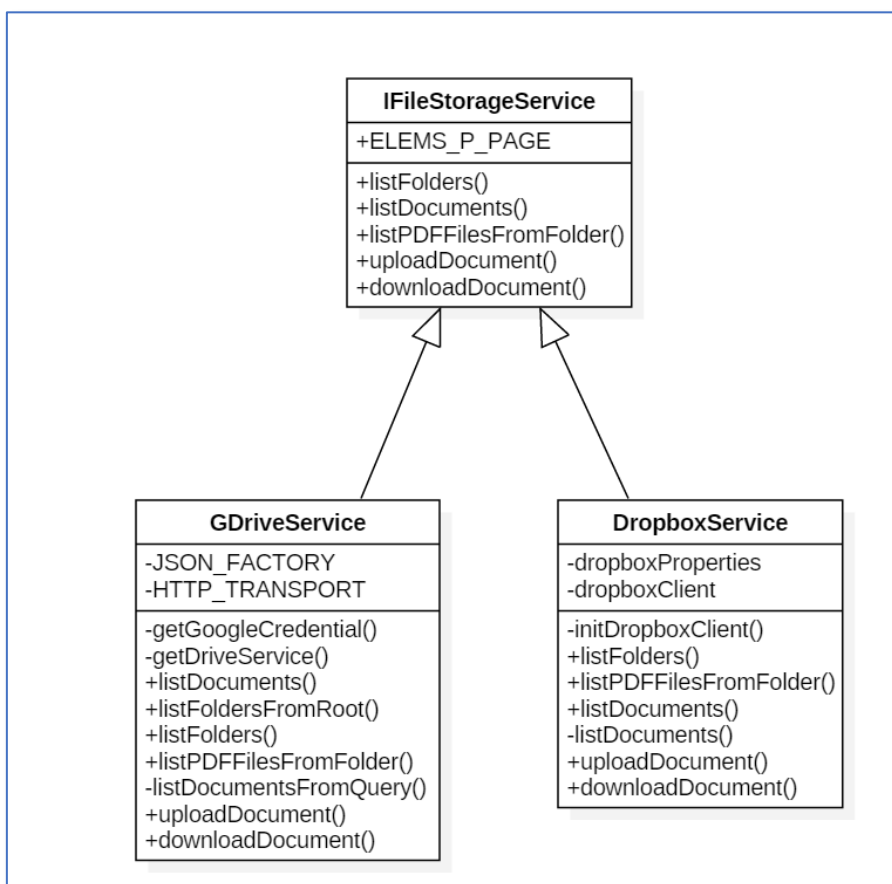 IFileStorageService
+ELEMS_P_PAGE
+listFolders()
+listDocuments()
+listPDFFilesFromFolder()
+uploadDocument()
+downloadDocument()
GDriveService
-JSON_FACTORY
-HTTP_TRANSPORT
-getGoogleCredential()
-getDriveService()
+listDocuments()
+listFoldersFromRoot()
+listFolders()
+listPDFFilesFromFolder()
-listDocumentsFromQuery()
+uploadDocument()
+downloadDocument()
DropboxService
-dropboxProperties
-dropboxClient
-initDropboxClient()
+listFolders()
+listPDFFilesFromFolder()
+listDocuments()
-listDocuments()
+uploadDocument()
+downloadDocument()